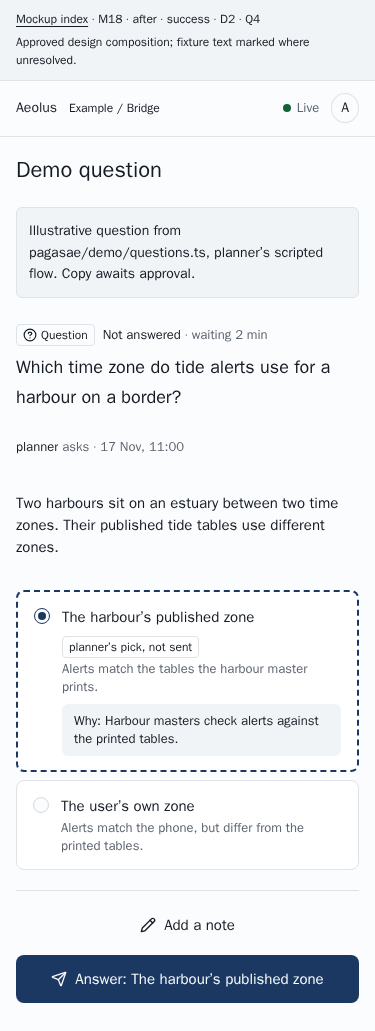 Mockup index · M18 · after · success · D2 · Q4
Approved design composition; fixture text marked where
unresolved.
Aeolus Example / Bridge Live A
Demo question
Illustrative question from
pagasae/demo/questions.ts, planner's scripted
flow. Copy awaits approval.
Question Not answered · waiting 2 min
Which time zone do tide alerts use for a
harbour on a border?
planner asks · 17 Nov, 11:00
Two harbours sit on an estuary between two time
zones. Their published tide tables use different
zones.
The harbour's published zone
planner's pick, not sent
Alerts match the tables the harbour master
prints.
Why: Harbour masters check alerts against
the printed tables.
The user's own zone
Alerts match the phone, but differ from the
printed tables.
Add a note
Answer: The harbour's published zone